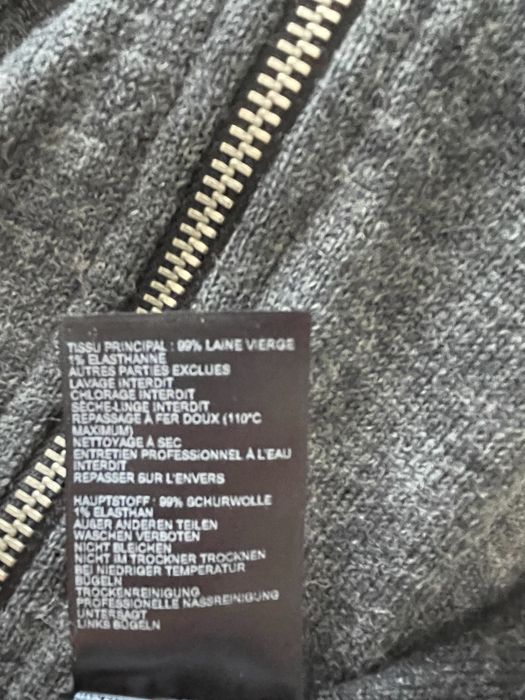 TISSU PRINCIPAL : 99% LAINE VIERGE
1% ELASTHANNE
AUTRES PARTIES EXCLUES
LAVAGE INTERDIT
CHLORAGE INTERDIT
SÈCHE-LINGE INTERDIT
REPASSAGE À FER DOUX (110°C
MAXIMUM)
NETTOYAGE À SEC
ENTRETIEN PROFESSIONNEL À L'EAU
INTERDIT
REPASSER SUR L'ENVERS
HAUPTSTOFF : 99% SCHURWOLLE
1% ELASTHAN
AUßER ANDEREN TEILEN
WASCHEN VERBOTEN
NICHT BLEICHEN
NICHT IM TROCKNER TROCKNEN
BEI NIEDRIGER TEMPERATUR
BÜGELN
TROCKENREINIGUNG
PROFESSIONELLE NASSREINIGUNG
UNTERSAGT
LINKS BÜGELN